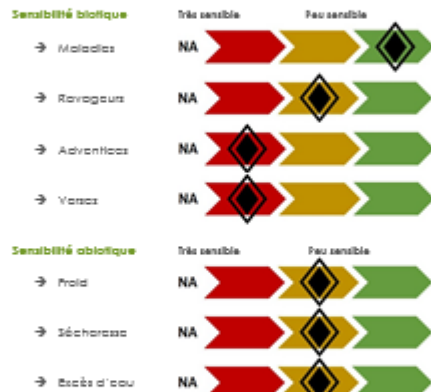 Sensibilité biotique Très sensible Peu sensible
→ Maladies NA
→ Ravageurs NA
→ Adventices NA
→ Verses NA
Sensibilité abiotique Très sensible Peu sensible
→ Froid NA
→ Sécheresse NA
→ Excès d'eau NA